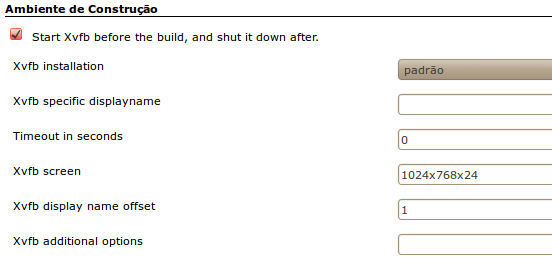 Ambiente de Construção
Start Xvfb before the build, and shut it down after.
Xvfb installation
padrão
Xvfb specific displayname
Timeout in seconds
0
Xvfb screen
1024x768x24
Xvfb display name offset
1
Xvfb additional options